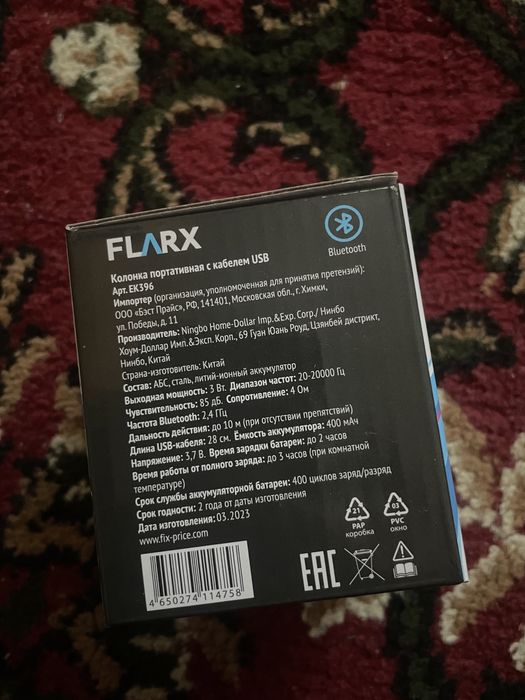 FLΛRX
Bluetooth
Колонка портативная с кабелем USB
Арт. EK396
Импортер (организация, уполномоченная для принятия претензий):
ООО «Бэст Прайс», РФ, 141401, Московская обл., г. Химки,
ул. Победы, д. 11
Производитель: Ningbo Home-Dollar Imp.&Exp. Corp./ Нинбо
Хоум-Доллар Имп.&Эксп. Корп., 69 Гуан Юань Роуд, Цзянбей дистрикт,
Нинбо, Китай
Страна-изготовитель: Китай
Состав: АБС, сталь, литий-ионный аккумулятор
Выходная мощность: 3 Вт. Диапазон частот: 20-20000 Гц
Чувствительность: 85 дБ. Сопротивление: 4 Ом
Частота Bluetooth: 2,4 ГГц
Дальность действия: до 10 м (при отсутствии препятствий)
Длина USB-кабеля: 28 см. Ёмкость аккумулятора: 400 мАч
Напряжение: 3,7 В. Время зарядки батареи: до 2 часов
Время работы от полного заряда: до 3 часов (при комнатной
температуре)
Срок службы аккумуляторной батареи: 400 циклов заряд/разряд
Срок годности: 2 года от даты изготовления
Дата изготовления: 03.2023
www.fix-price.com
21
PAP
коробка
03
PVC
окно
4 650274 114758
EAC